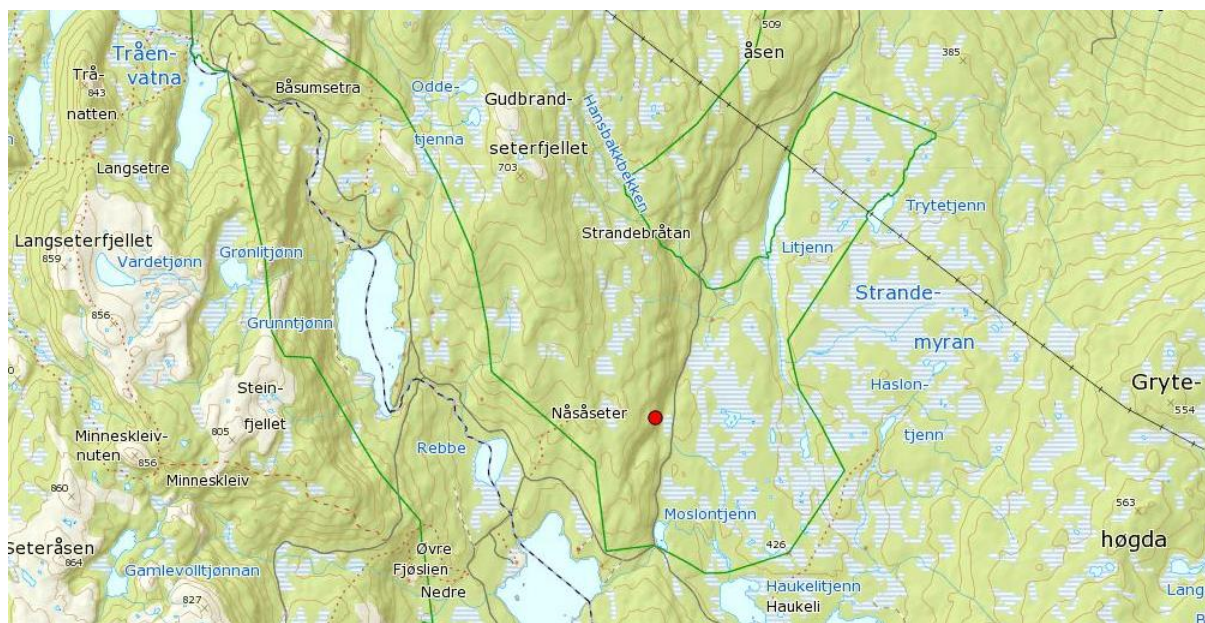 509
åsen
385
Tråen-
vatna
Trå-
843
natten
Båsumsetra
Odde-
tjenna
Gudbrand-
seterfjellet
703
Hansbakkbekken
Langsetre
Trytetjenn
Langseterfjellet
859
Vardetjønn
Grønlitjønn
Strandebråtan
Litjenn
856
Grunntjønn
Strande-
myran
Stein-
fjellet
805
Nåsåseter
Haslon-
tjenn
Gryte-
554
Minneskleiv-
nuten
856
Minneskleiv
Rebbe
860
Moslontjenn
563
høgda
Seteråsen
864
Gamlevolltjønnan
827
Øvre
Fjøslien
Nedre
426
Haukelitjenn
Haukeli
Lang